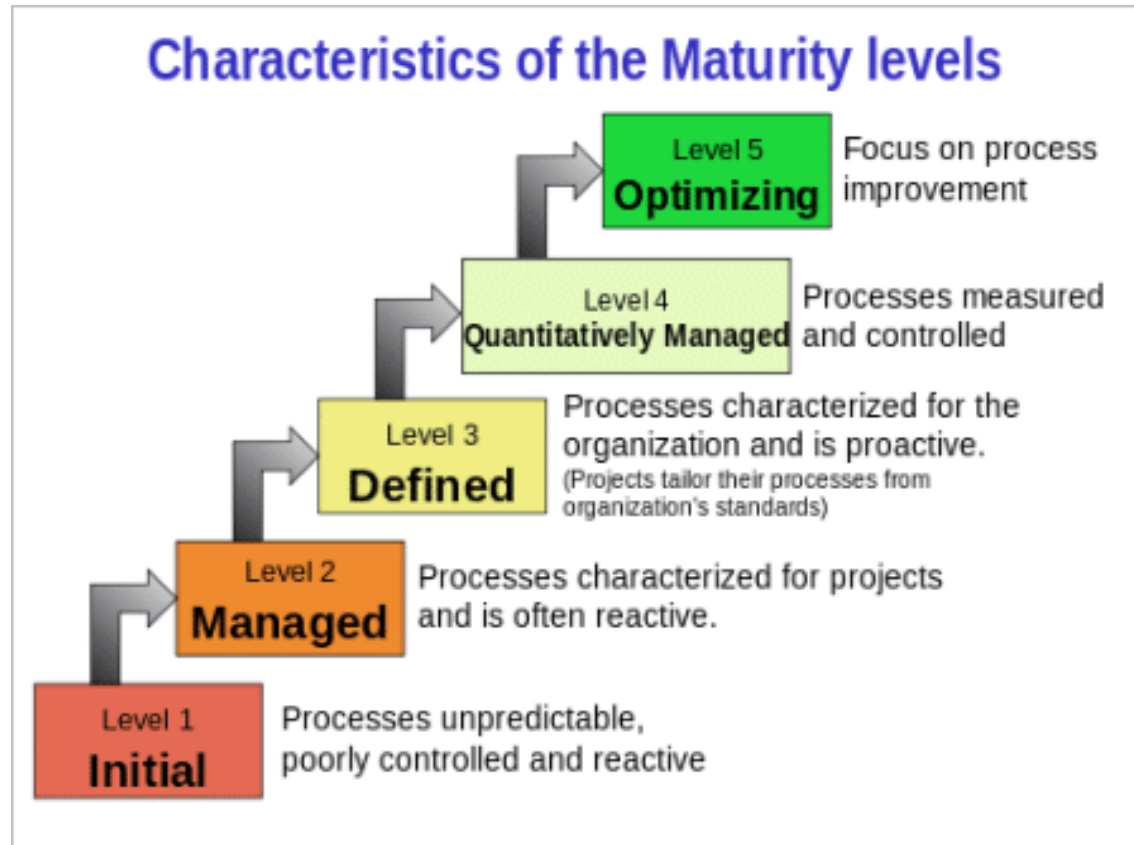 Characteristics of the Maturity levels
Level 5
Optimizing
Focus on process
improvement
Level 4
Quantitatively Managed
Processes measured
and controlled
Level 3
Defined
Processes characterized for the
organization and is proactive.
(Projects tailor their processes from
organization's standards)
Level 2
Managed
Processes characterized for projects
and is often reactive.
Level 1
Initial
Processes unpredictable,
poorly controlled and reactive